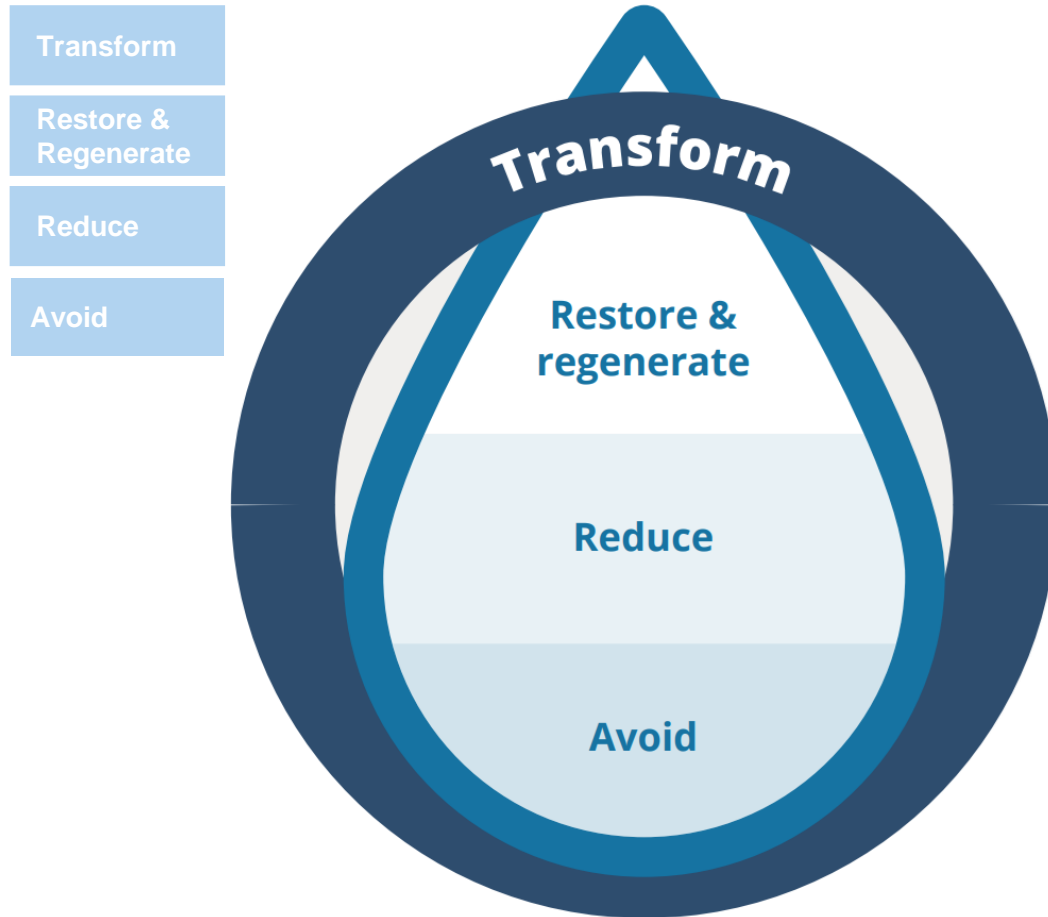 Transform
Restore &
Regenerate
Reduce
Avoid
Transform
Restore &
regenerate
Reduce
Avoid